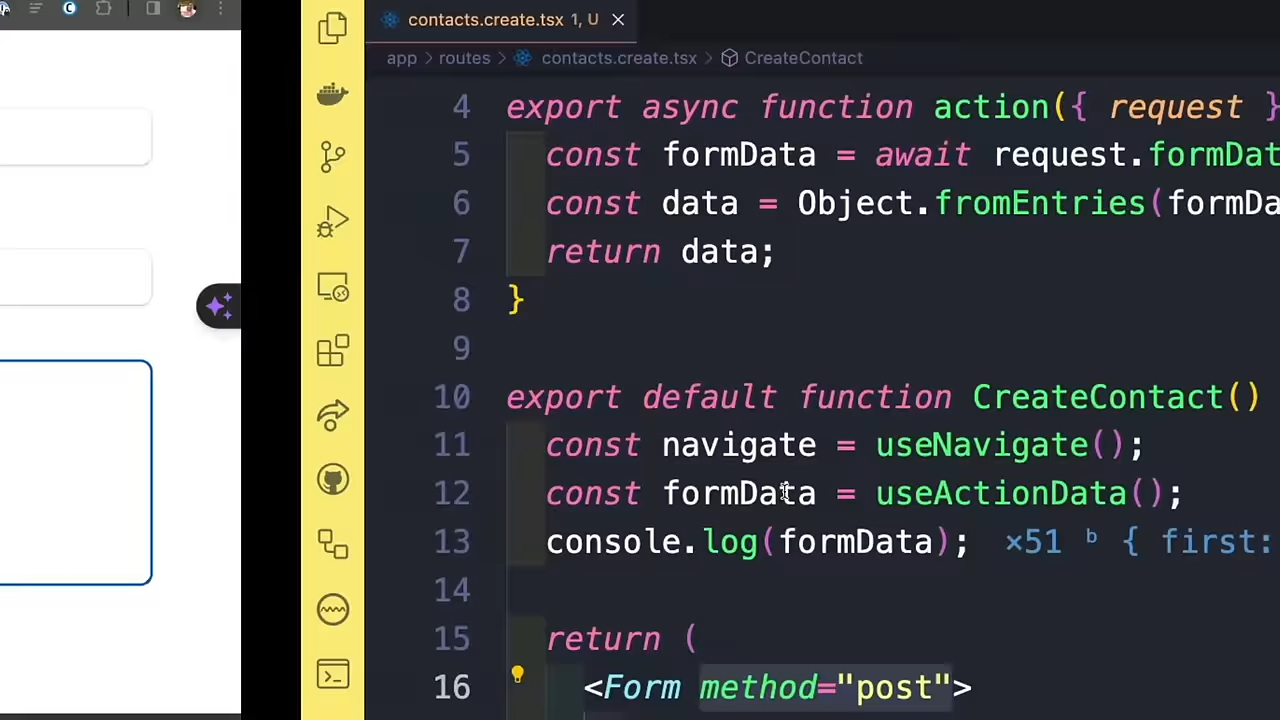 contacts.create.tsx 1, U
app > routes > contacts.create.tsx > CreateContact
4 export async function action({ request }
5 const formData = await request.formDat
6 const data = Object.fromEntries(formDa
7 return data;
8 }
9
10 export default function CreateContact()
11 const navigate = useNavigate();
12 const formData = useActionData();
13 console.log(formData); ×51 ᵇ { first:
14
15 return (
16 <Form method="post">